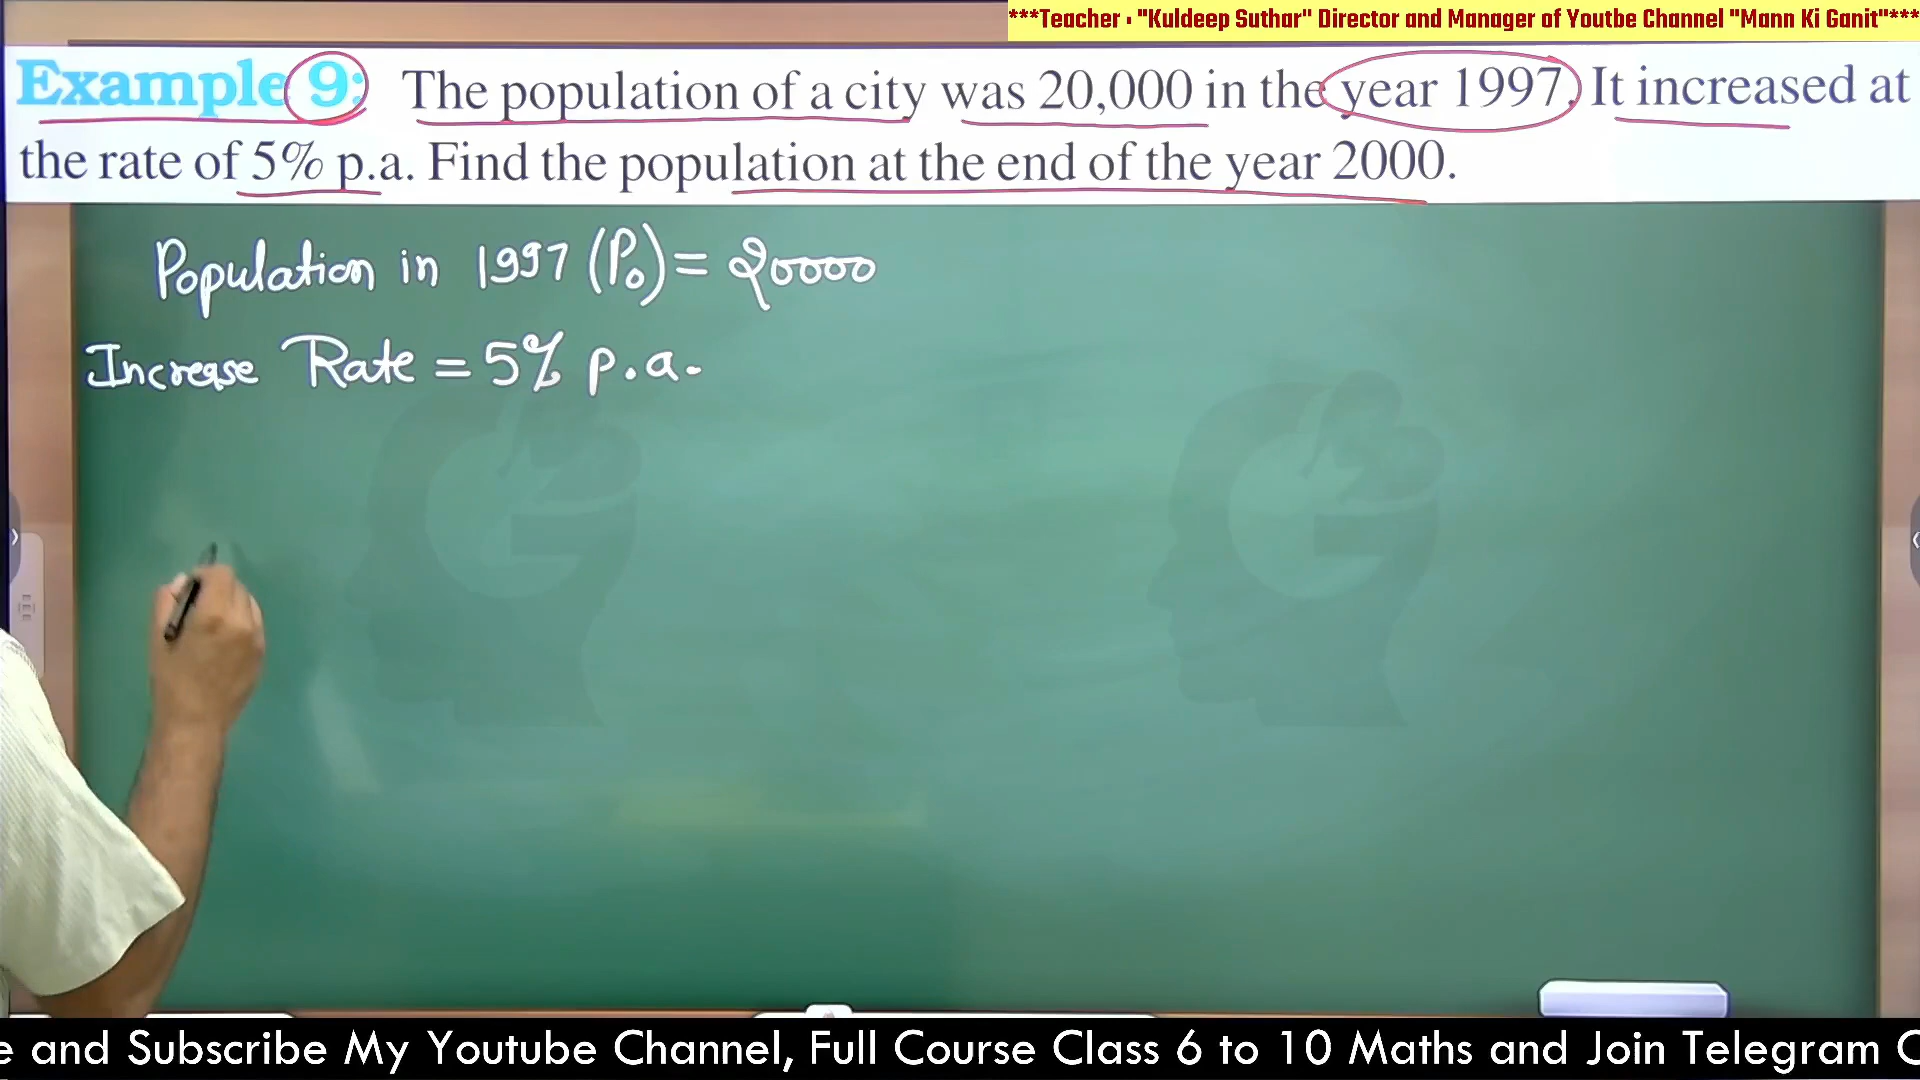 ***Teacher : "Kuldeep Suthar" Director and Manager of Youtbe Channel "Mann Ki Ganit"***
Example 9: The population of a city was 20,000 in the year 1997. It increased at
the rate of 5% p.a. Find the population at the end of the year 2000.
Population in 1997 (P₀) = 20000
Increase Rate = 5% p.a.
e and Subscribe My Youtube Channel, Full Course Class 6 to 10 Maths and Join Telegram C